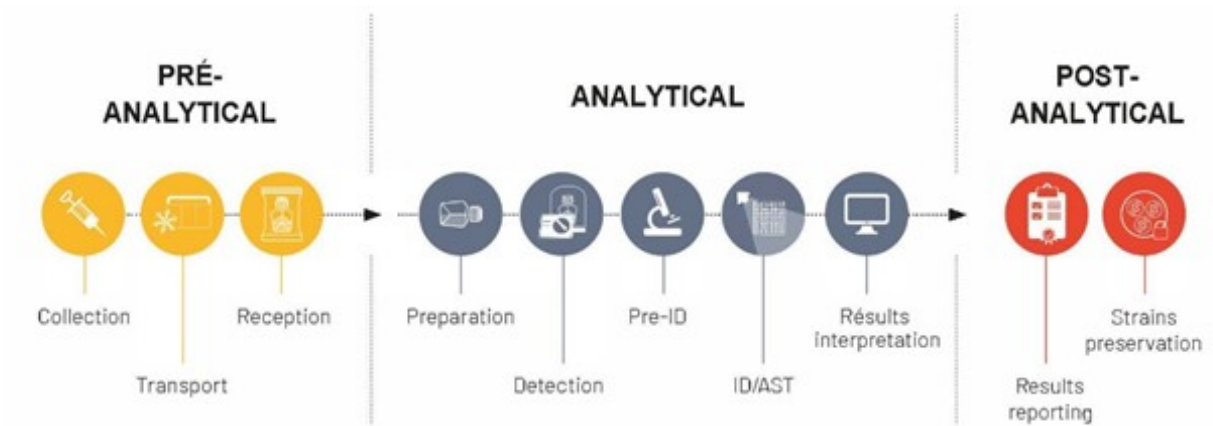 PRÉ-
ANALYTICAL
ANALYTICAL
POST-
ANALYTICAL
Collection
Transport
Reception
Preparation
Detection
Pre-ID
ID/AST
Résults
interpretation
Results
reporting
Strains
preservation